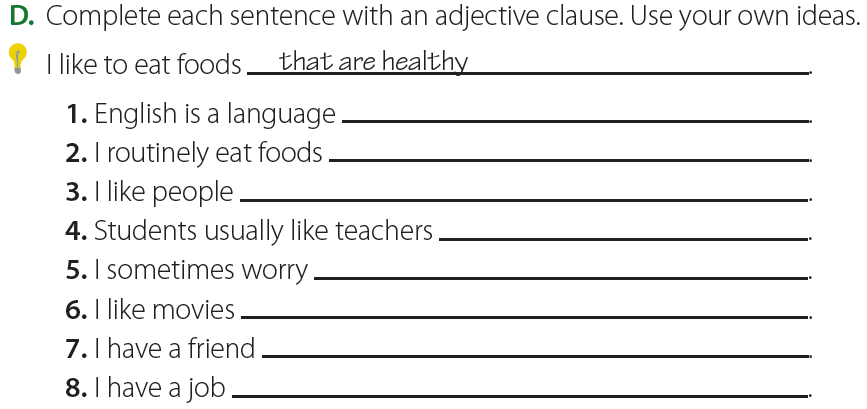 D. Complete each sentence with an adjective clause. Use your own ideas.
I like to eat foods that are healthy.
1. English is a language .
2. I routinely eat foods .
3. I like people .
4. Students usually like teachers .
5. I sometimes worry .
6. I like movies .
7. I have a friend .
8. I have a job .